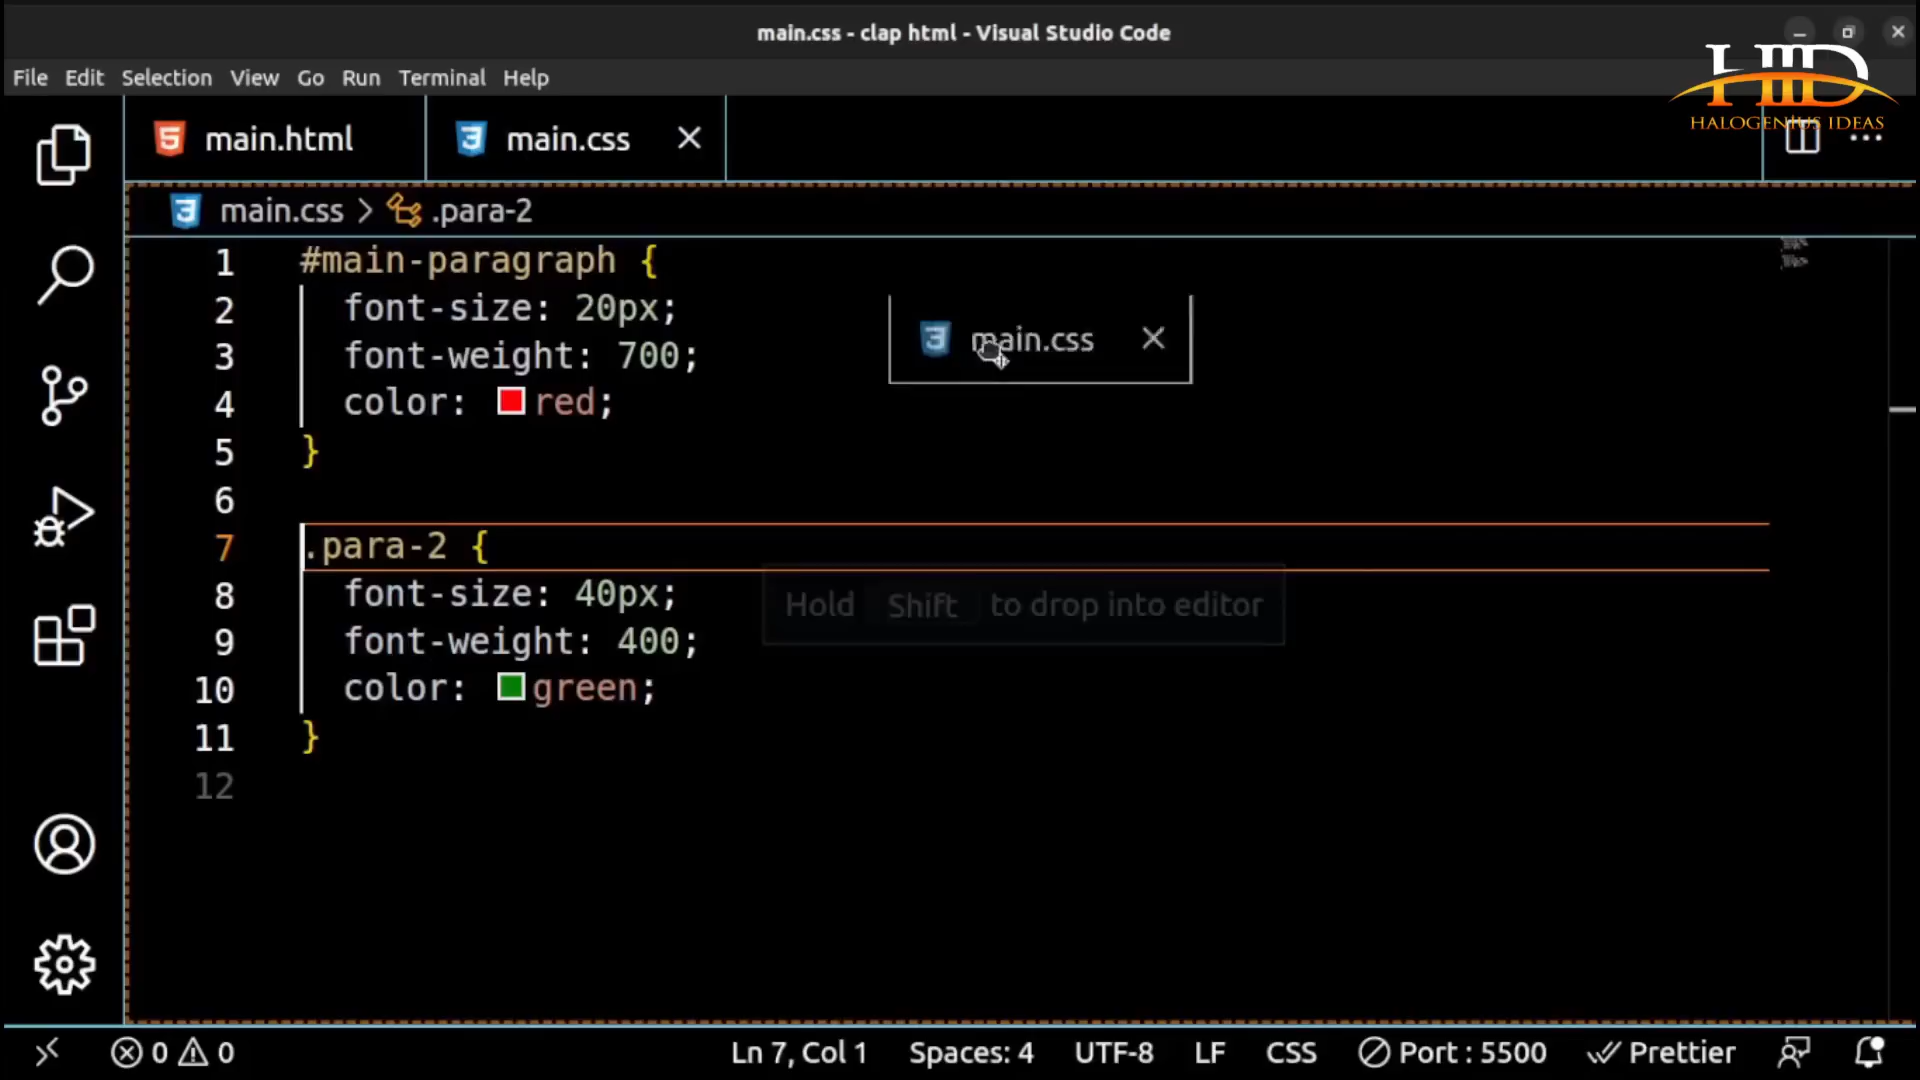 main.css - clap html - Visual Studio Code
HID
HALOGENIUS IDEAS
File Edit Selection View Go Run Terminal Help
main.html
main.css
main.css > .para-2
1 #main-paragraph {
2 font-size: 20px;
3 font-weight: 700;
4 color: red;
5 }
6
7 .para-2 {
8 font-size: 40px;
9 font-weight: 400;
10 color: green;
11 }
12
main.css
Hold Shift to drop into editor
0 0 Ln 7, Col 1 Spaces: 4 UTF-8 LF CSS Port : 5500 Prettier